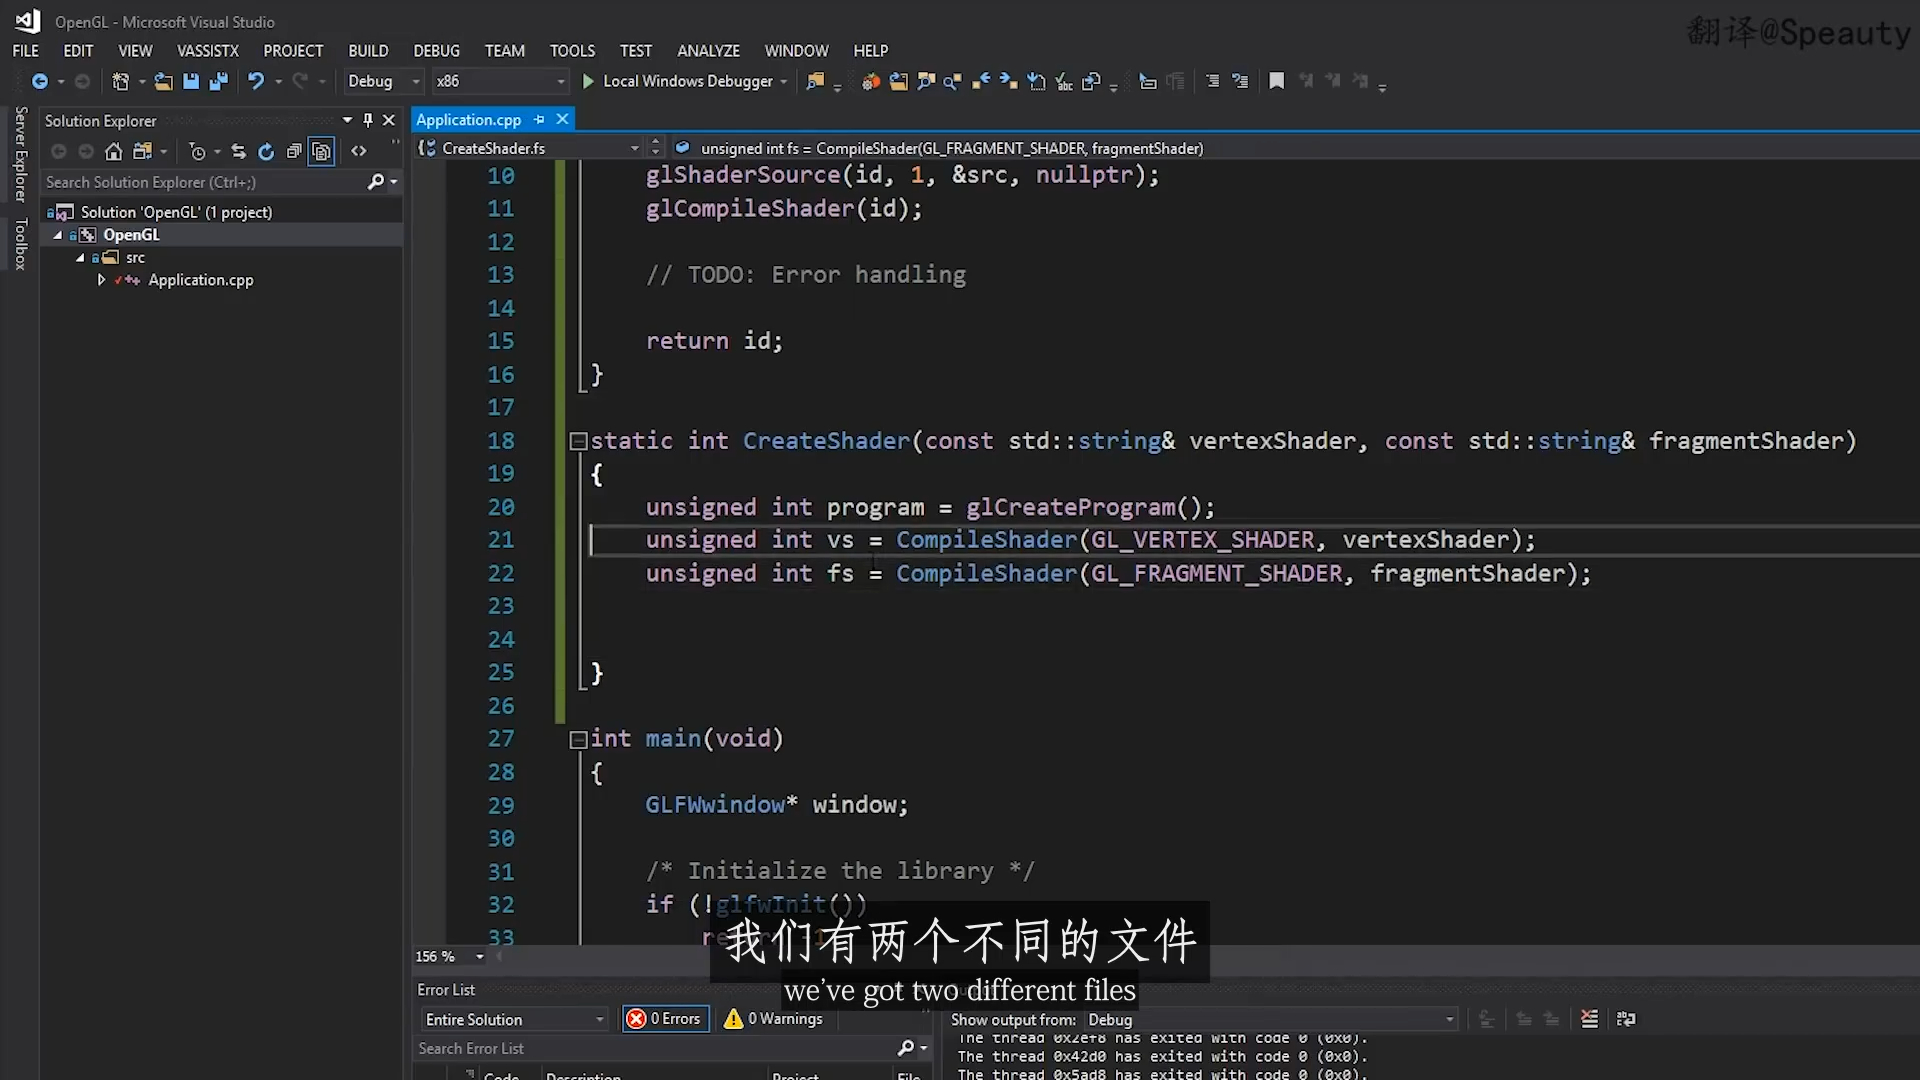 OpenGL - Microsoft Visual Studio
翻译@Speauty
FILE EDIT VIEW VASSISTX PROJECT BUILD DEBUG TEAM TOOLS TEST ANALYZE WINDOW HELP
Debug x86 Local Windows Debugger
Server Explorer
Toolbox
Solution Explorer
Search Solution Explorer (Ctrl+;)
Solution 'OpenGL' (1 project)
OpenGL
src
Application.cpp
Application.cpp
CreateShader.fs unsigned int fs = CompileShader(GL_FRAGMENT_SHADER, fragmentShader)
10 glShaderSource(id, 1, &src, nullptr);
11 glCompileShader(id);
12
13 // TODO: Error handling
14
15 return id;
16 }
17
18 static int CreateShader(const std::string& vertexShader, const std::string& fragmentShader)
19 {
20 unsigned int program = glCreateProgram();
21 unsigned int vs = CompileShader(GL_VERTEX_SHADER, vertexShader);
22 unsigned int fs = CompileShader(GL_FRAGMENT_SHADER, fragmentShader);
23
24
25 }
26
27 int main(void)
28 {
29 GLFWwindow* window;
30
31 /* Initialize the library */
32 if (!glfwInit())
33
我们有两个不同的文件
we've got two different files
156 %
Error List
Entire Solution 0 Errors 0 Warnings
Search Error List
Code Description Project File
Show output from: Debug
The thread 0x2ef8 has exited with code 0 (0x0).
The thread 0x42d0 has exited with code 0 (0x0).
The thread 0x5ad8 has exited with code 0 (0x0).